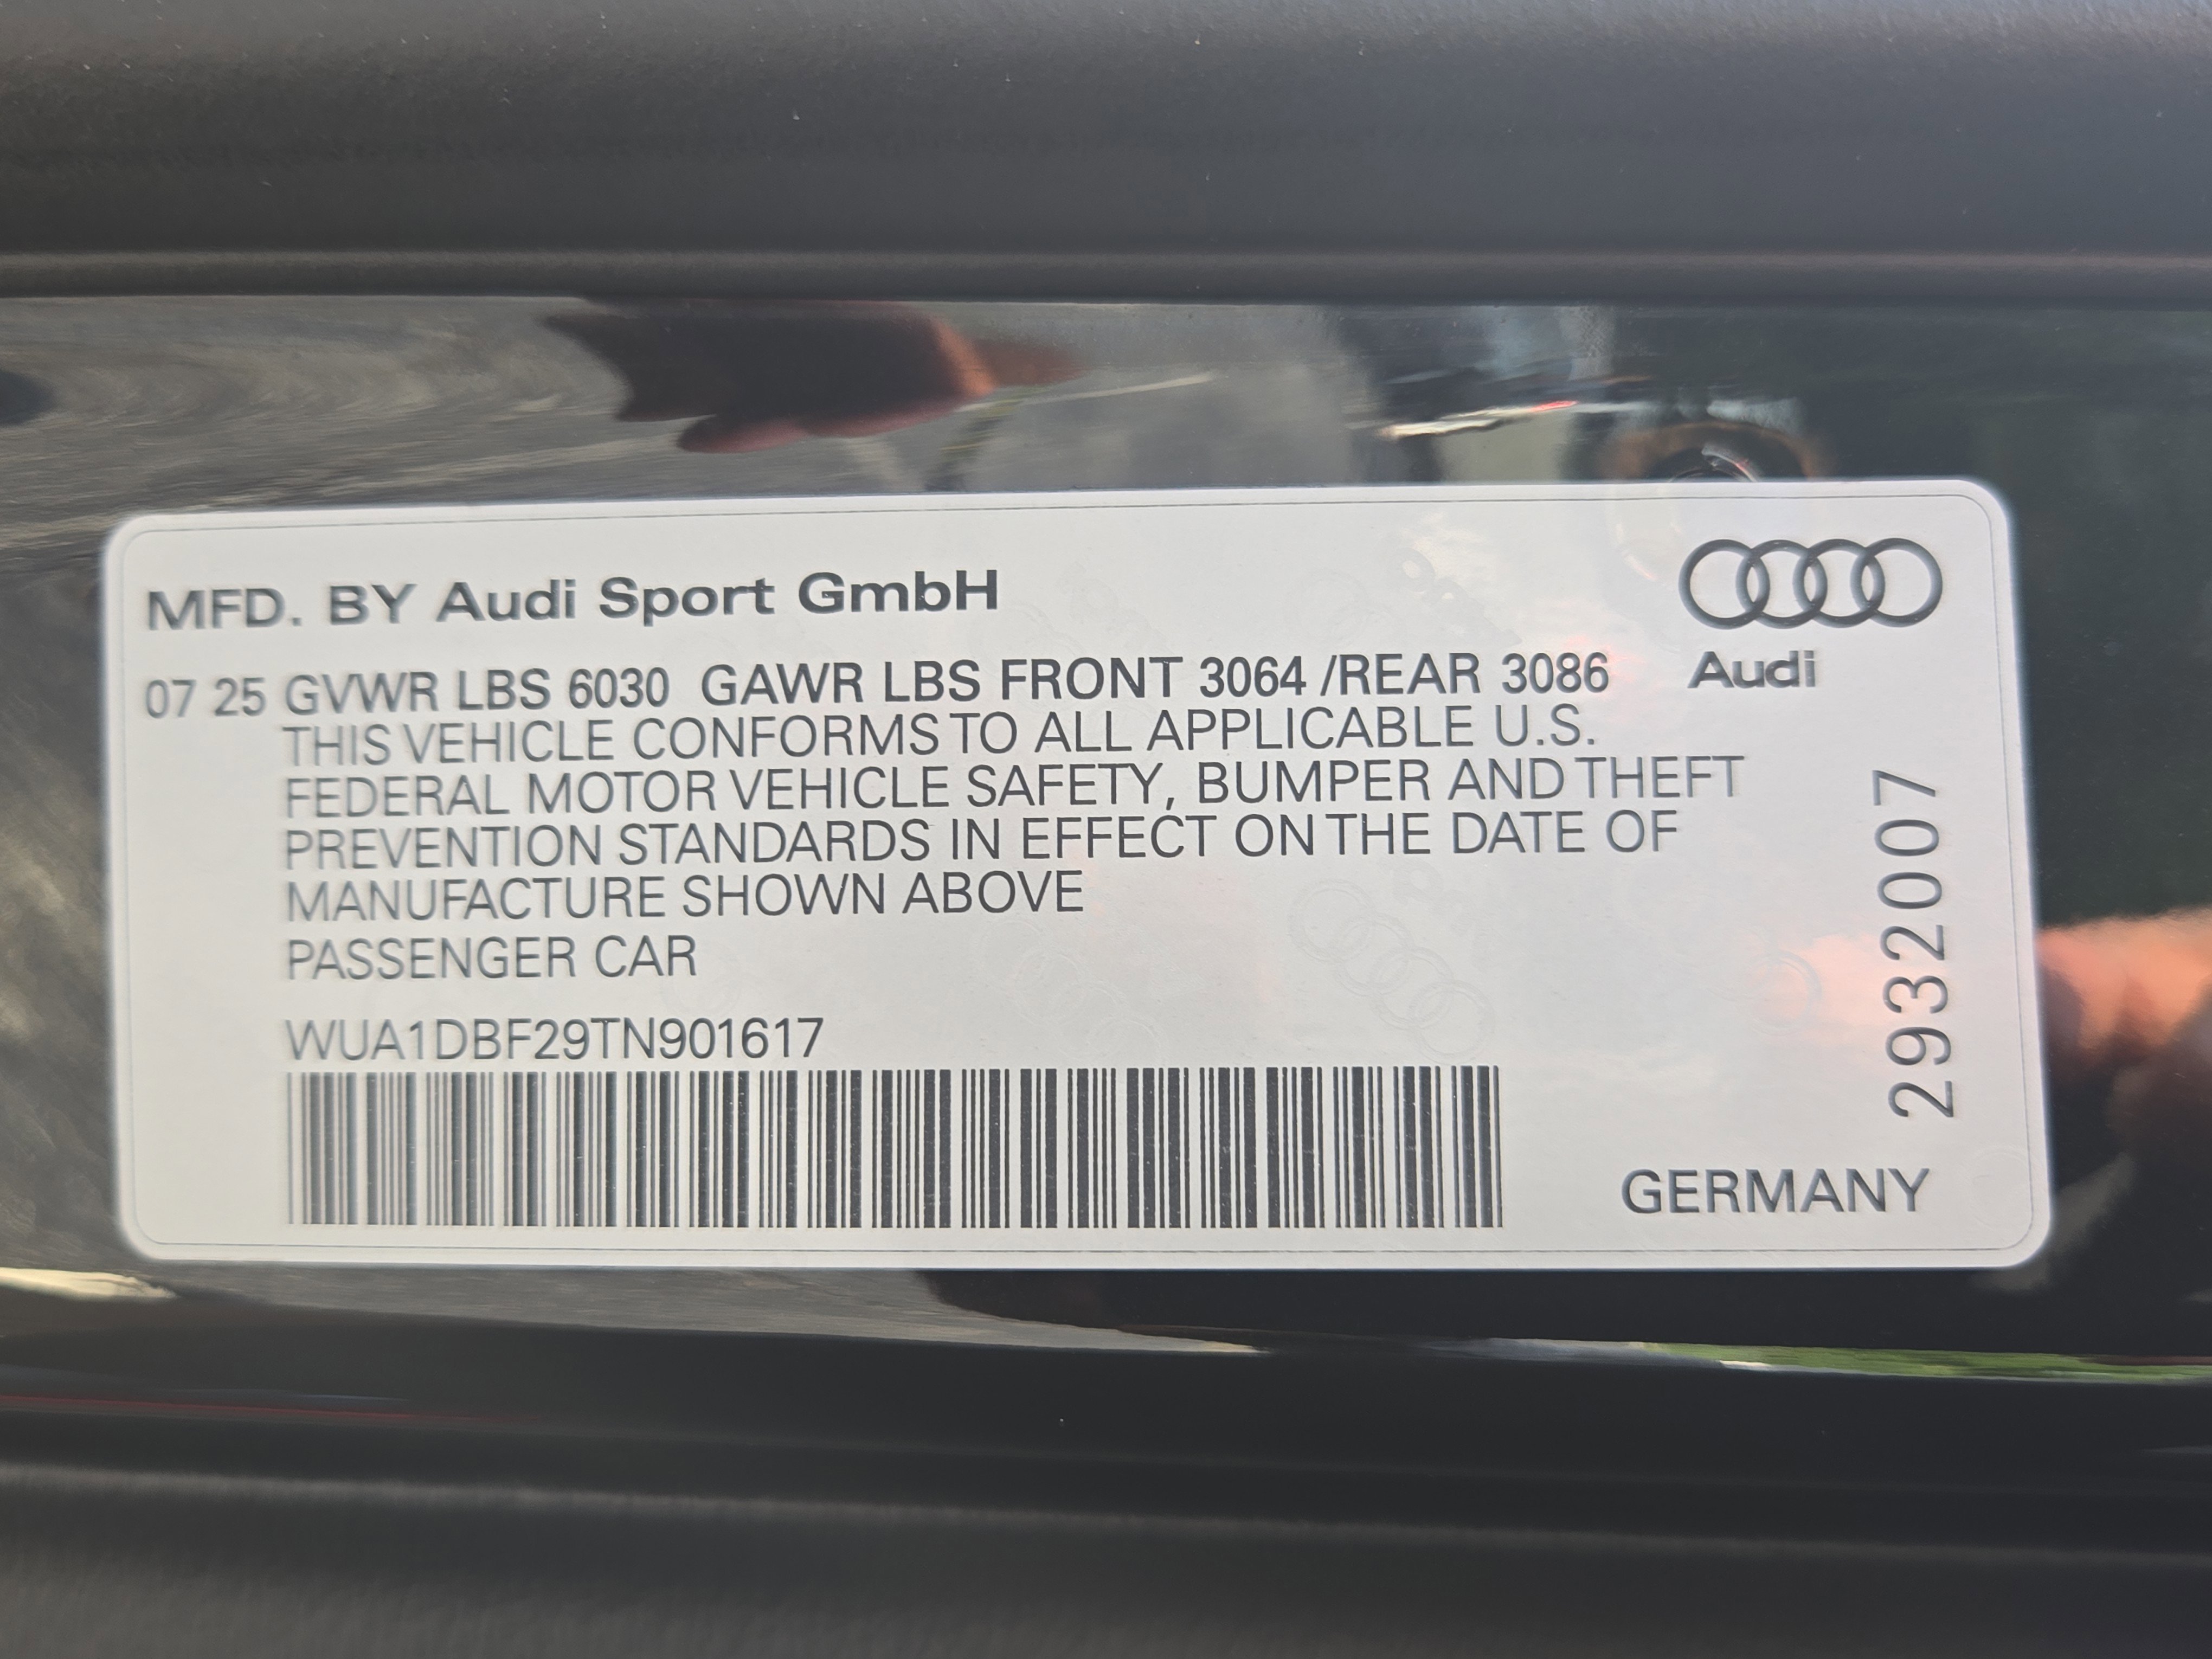 MFD. BY Audi Sport GmbH
07 25 GVWR LBS 6030 GAWR LBS FRONT 3064 /REAR 3086
Audi
THIS VEHICLE CONFORMS TO ALL APPLICABLE U.S.
FEDERAL MOTOR VEHICLE SAFETY, BUMPER AND THEFT
PREVENTION STANDARDS IN EFFECT ON THE DATE OF
MANUFACTURE SHOWN ABOVE
PASSENGER CAR
WUA1DBF29TN901617
2932007
GERMANY